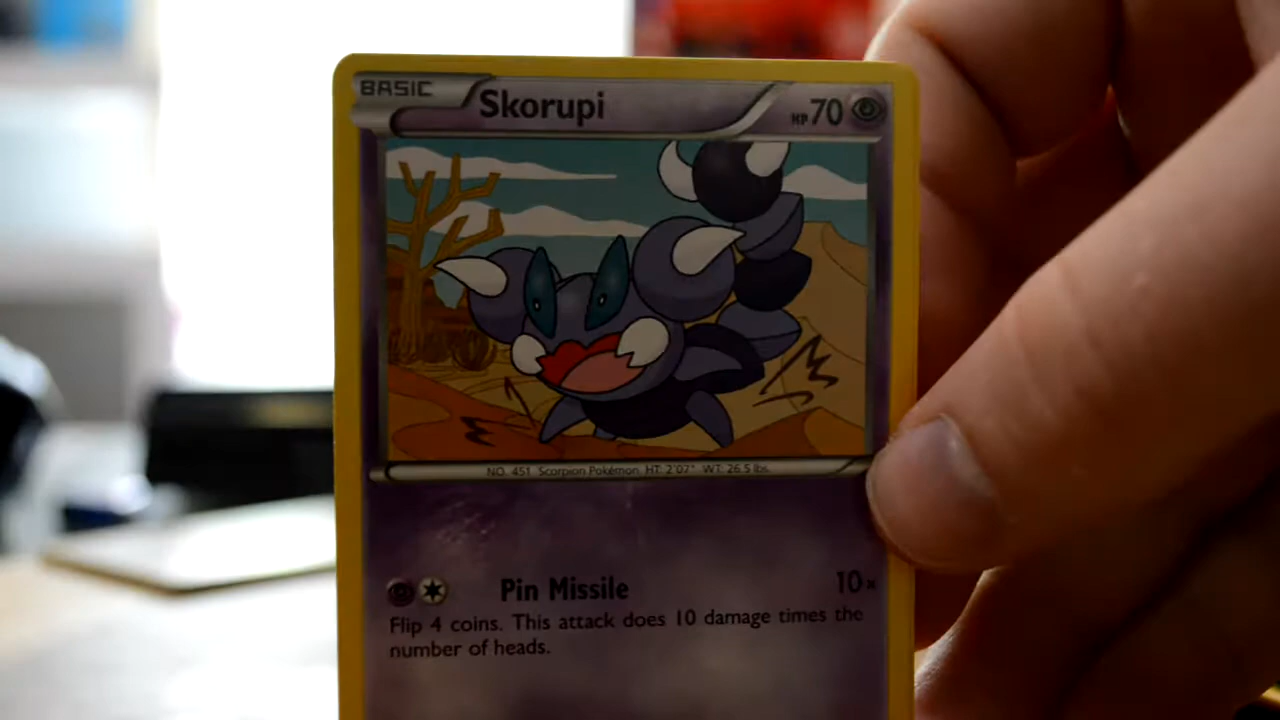 BASIC Skorupi HP70
NO. 451 Scorpion Pokémon. HT: 2'07" WT: 26.5 lbs.
Pin Missile 10×
Flip 4 coins. This attack does 10 damage times the
number of heads.